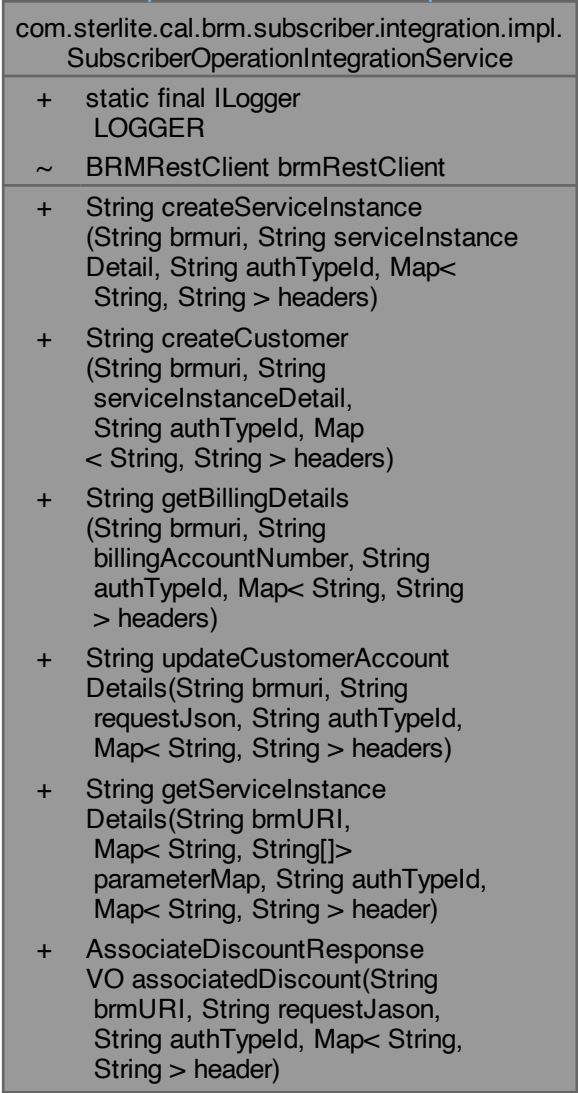 com.sterlite.cal.brm.subscriber.integration.impl.
SubscriberOperationIntegrationService
+ static final ILogger
LOGGER
~ BRMRestClient brmRestClient
+ String createServiceInstance
(String brmuri, String serviceInstance
Detail, String authTypeId, Map<
String, String > headers)
+ String createCustomer
(String brmuri, String
serviceInstanceDetail,
String authTypeId, Map
< String, String > headers)
+ String getBillingDetails
(String brmuri, String
billingAccountNumber, String
authTypeId, Map< String, String
> headers)
+ String updateCustomerAccount
Details(String brmuri, String
requestJson, String authTypeId,
Map< String, String > headers)
+ String getServiceInstance
Details(String brmURI,
Map< String, String[]>
parameterMap, String authTypeId,
Map< String, String > header)
+ AssociateDiscountResponse
VO associatedDiscount(String
brmURI, String requestJason,
String authTypeId, Map< String,
String > header)